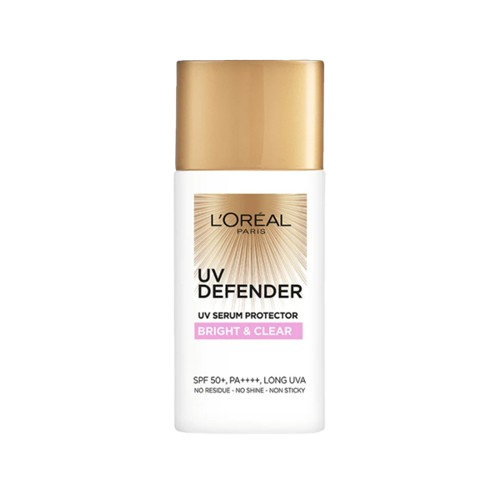 L'ORÉAL
PARIS
UV
DEFENDER
UV SERUM PROTECTOR
BRIGHT & CLEAR
SPF 50+, PA++++, LONG UVA
NO RESIDUE - NO SHINE - NON STICKY